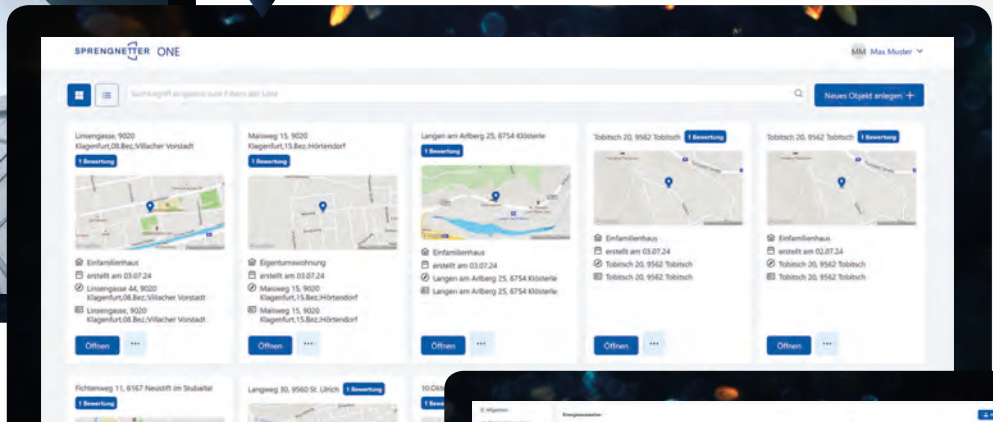 SPRENGNETTER ONE
MM Max Muster
Suchbegriff eingeben zum Filtern der Liste
Neues Objekt anlegen +
Linsengasse, 9020
Klagenfurt,08.Bez.:Villacher Vorstadt
1 Bewertung
Einfamilienhaus
erstellt am 03.07.24
Linsengasse 44, 9020
Klagenfurt,08.Bez.:Villacher Vorstadt
Linsengasse, 9020
Klagenfurt,08.Bez.:Villacher Vorstadt
Öffnen ...
Maisweg 15, 9020
Klagenfurt,15.Bez.:Hörtendorf
1 Bewertung
Eigentumswohnung
erstellt am 03.07.24
Maisweg 15, 9020
Klagenfurt,15.Bez.:Hörtendorf
Maisweg 15, 9020
Klagenfurt,15.Bez.:Hörtendorf
Öffnen ...
Langen am Arlberg 25, 6754 Klösterle
1 Bewertung
Einfamilienhaus
erstellt am 03.07.24
Langen am Arlberg 25, 6754 Klösterle
Langen am Arlberg 25, 6754 Klösterle
Öffnen ...
Tobitsch 20, 9562 Tobitsch 1 Bewertung
Einfamilienhaus
erstellt am 03.07.24
Tobitsch 20, 9562 Tobitsch
Tobitsch 20, 9562 Tobitsch
Öffnen ...
Tobitsch 20, 9562 Tobitsch 1 Bewertung
Einfamilienhaus
erstellt am 02.07.24
Tobitsch 20, 9562 Tobitsch
Tobitsch 20, 9562 Tobitsch
Öffnen ...
Fichtenweg 11, 6167 Neustift im Stubaital
1 Bewertung
Langweg 30, 9560 St. Ulrich 1 Bewertung
Allgemein
Energieausweise